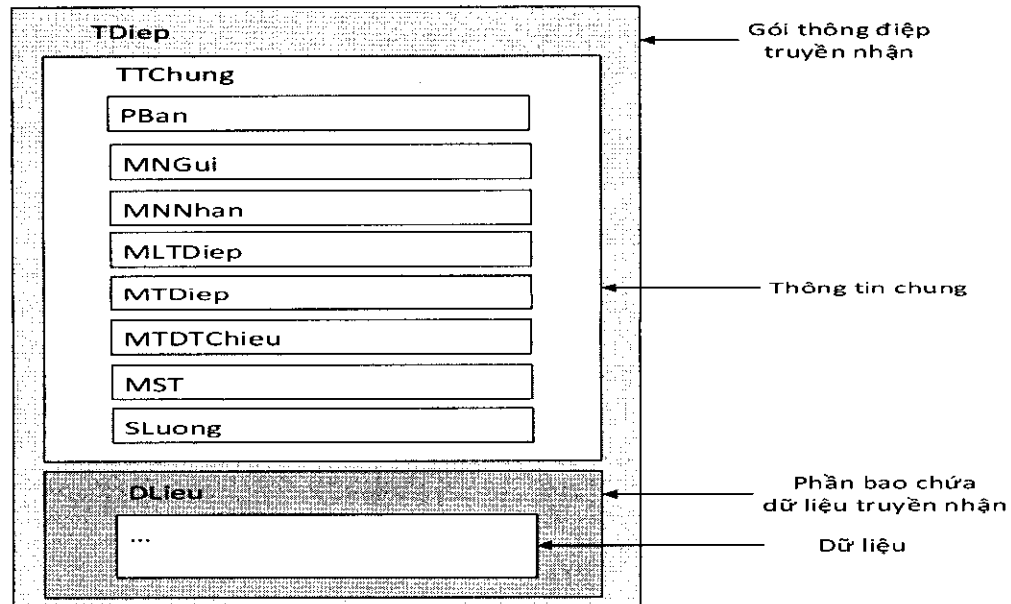 TDiep
Gói thông điệp
truyền nhận
TTChung
PBan
MNGui
MNNhan
MLTDiep
MTDiep
Thông tin chung
MTDTChieu
MST
SLuong
DLieu
Phần bao chứa
dữ liệu truyền nhận
...
Dữ liệu